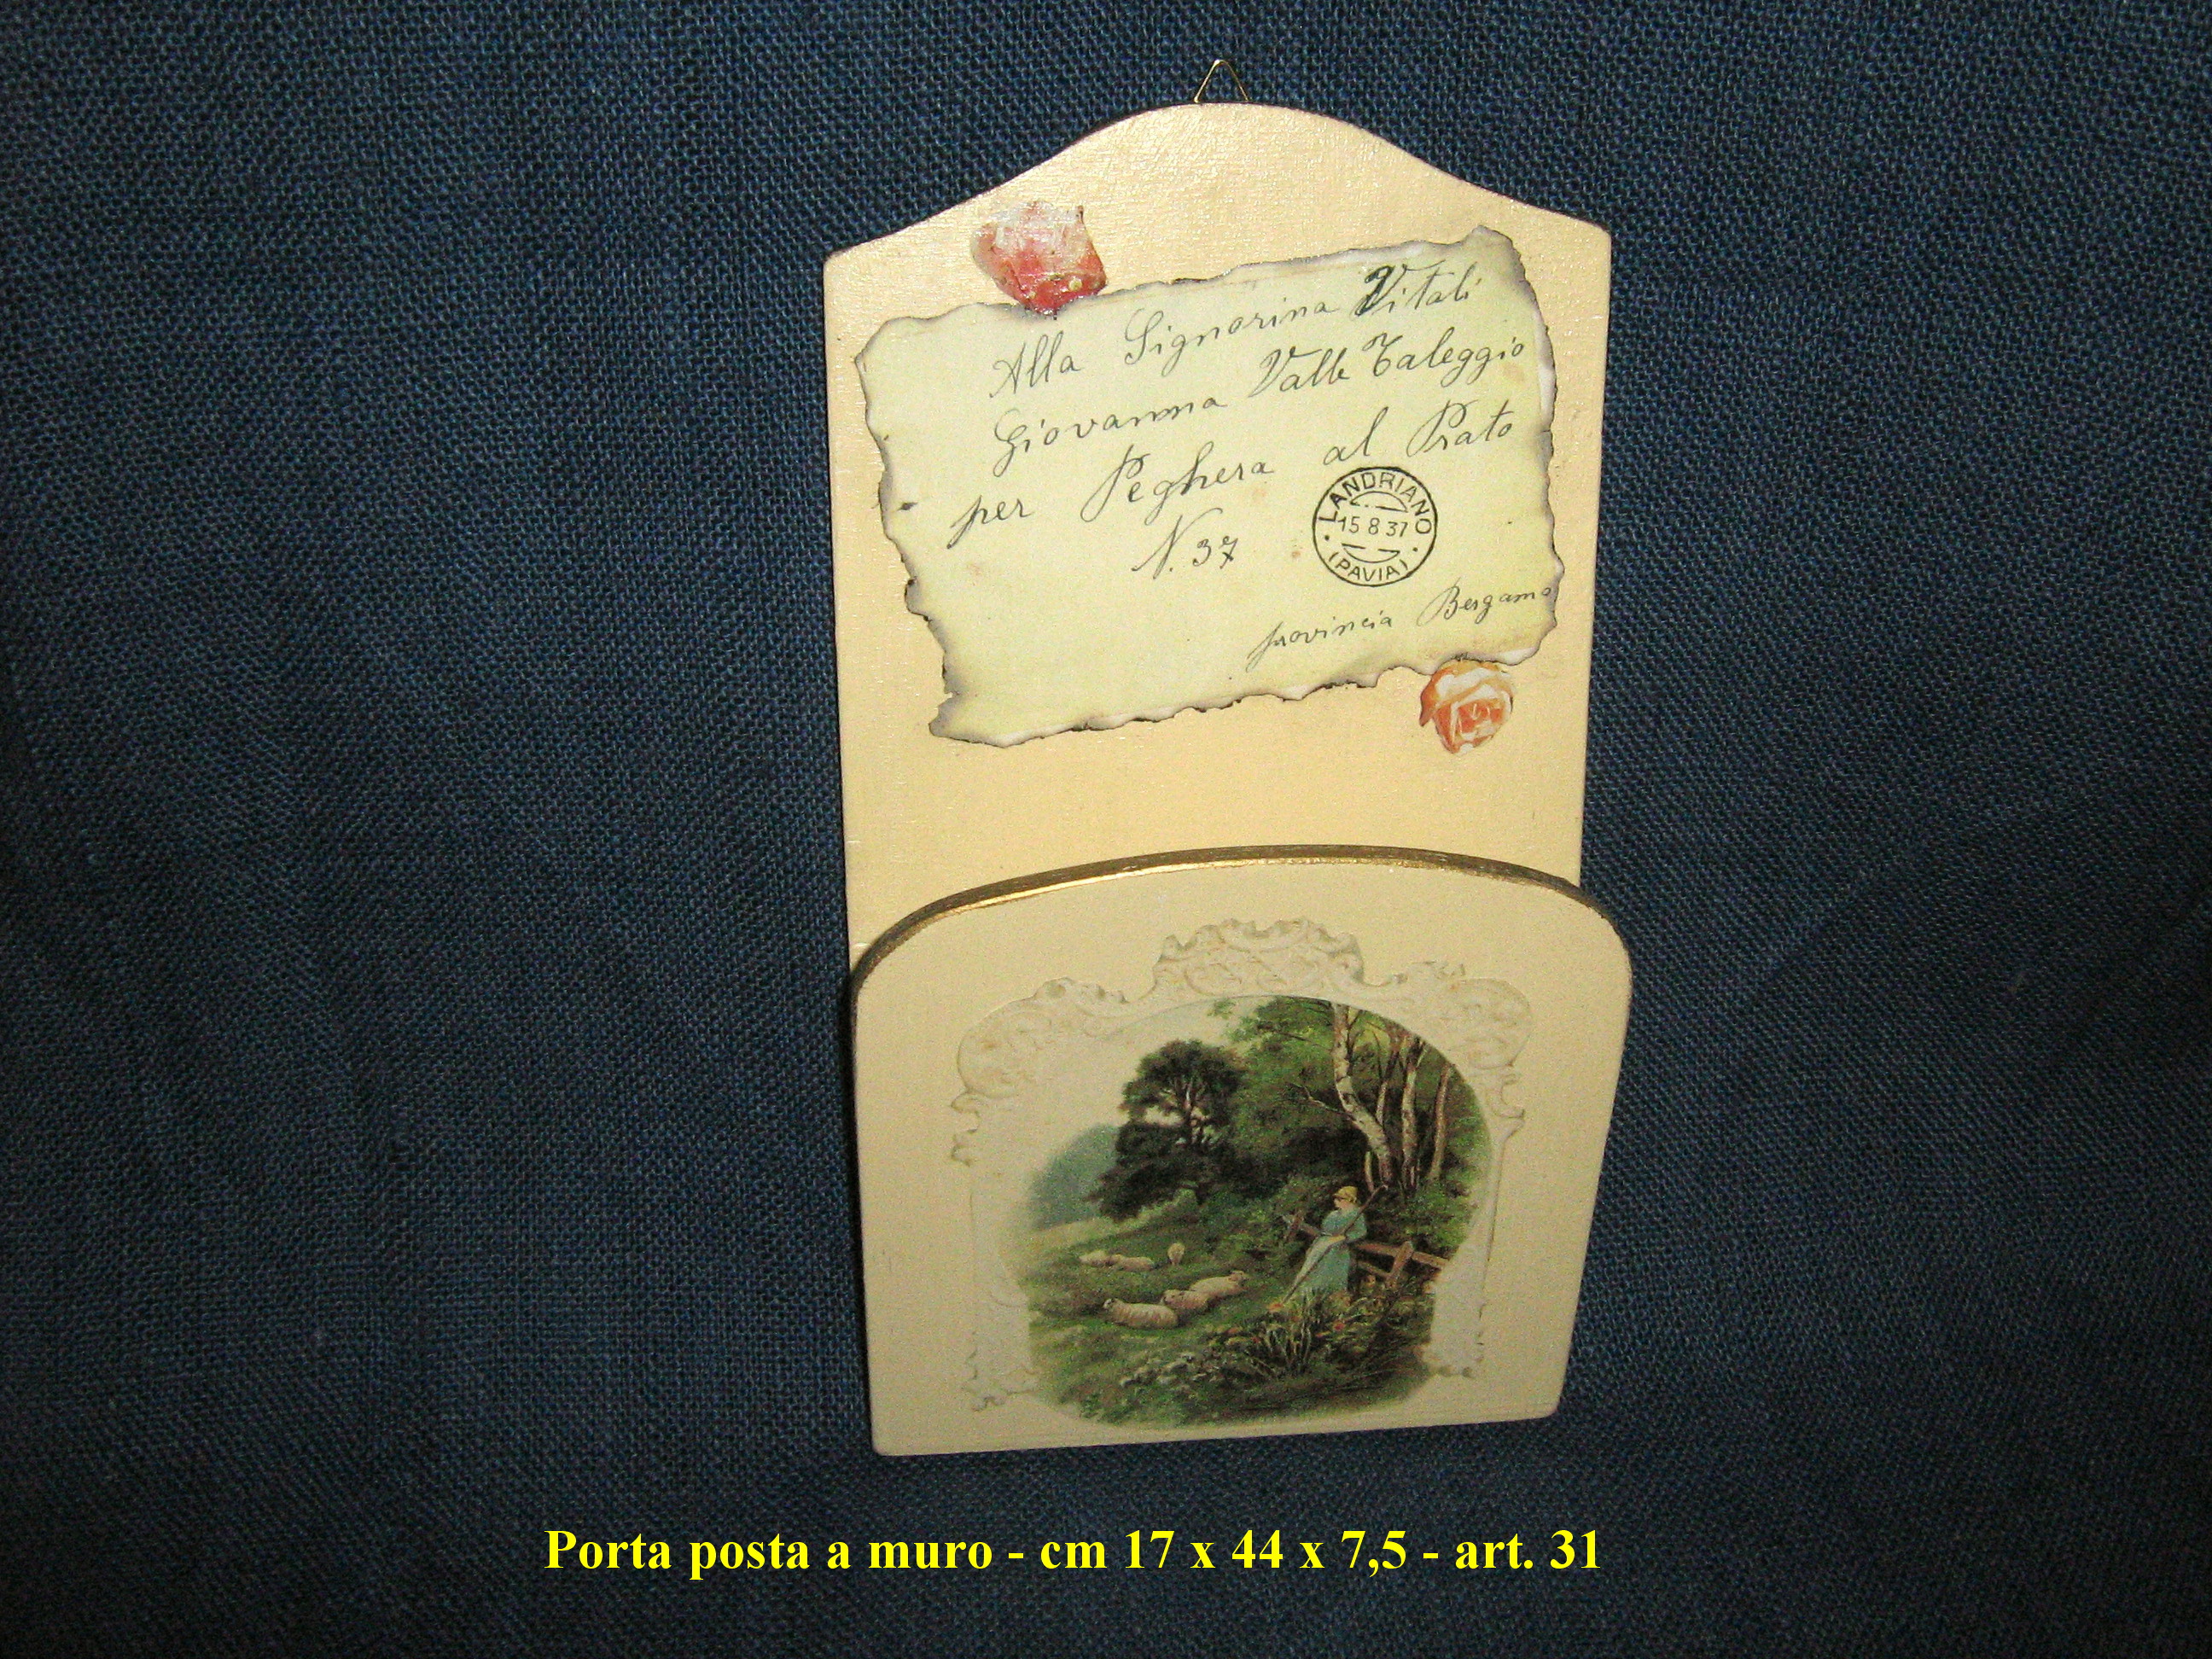 Alla Signorina Vitali
Giovanna Valle Taleggio
per Peghera al Prato
N. 37
LANDRIANO
15 8 37
(PAVIA)
provincia Bergamo
Porta posta a muro - cm 17 x 44 x 7,5 - art. 31